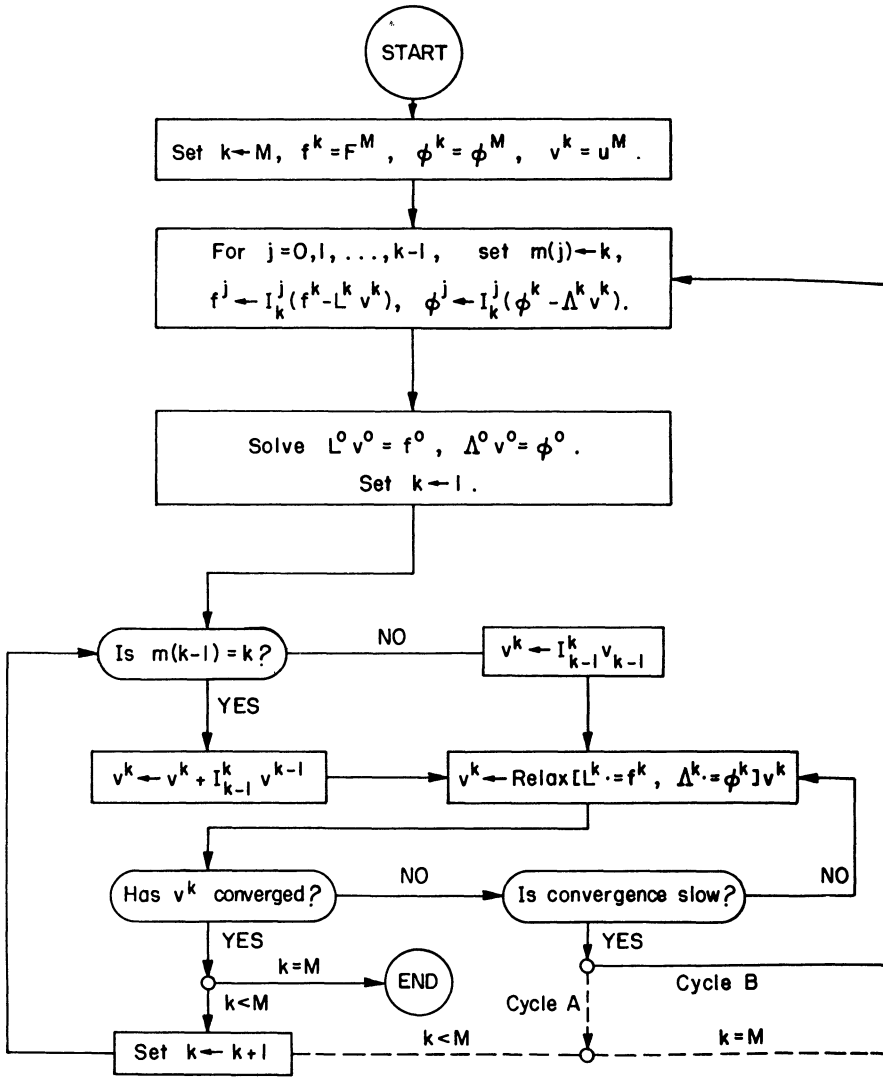 START
Set k←M, f^k=F^M, ϕ^k=ϕ^M, v^k=u^M.
For j=0,1,...,k-1, set m(j)←k,
f^j←I_k^j(f^k-L^k v^k), ϕ^j←I_k^j(ϕ^k-Λ^k v^k).
Solve L^0 v^0=f^0, Λ^0 v^0=ϕ^0.
Set k←1.
Is m(k-1)=k?
NO
v^k←I_{k-1}^k v_{k-1}
YES
v^k←v^k+I_{k-1}^k v^{k-1}
v^k←Relax[L^k·=f^k, Λ^k·=ϕ^k]v^k
Has v^k converged?
NO
Is convergence slow?
NO
YES
YES
k=M
END
Cycle B
Cycle A
k<M
Set k←k+1
k<M
k=M